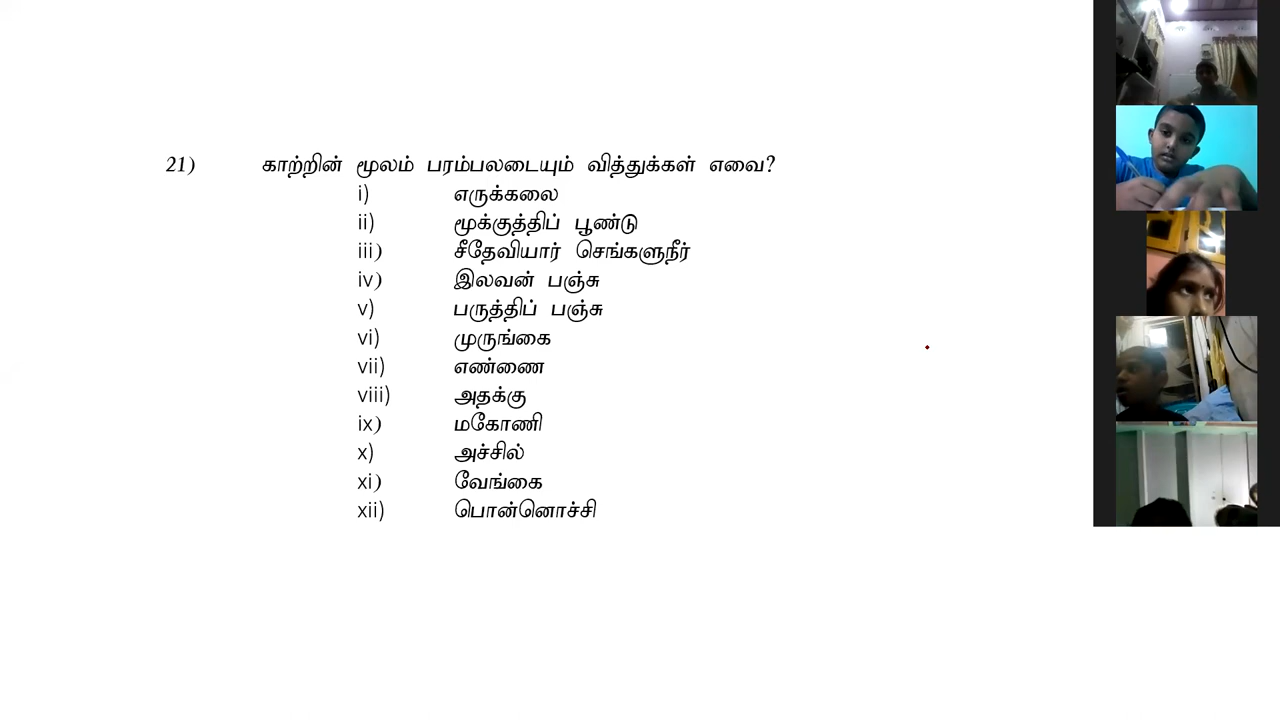 21) காற்றின் மூலம் பரம்பலடையும் வித்துக்கள் எவை?
i) எருக்கலை
ii) மூக்குத்திப் பூண்டு
iii) சீதேவியார் செங்களுநீர்
iv) இலவன் பஞ்சு
v) பருத்திப் பஞ்சு
vi) முருங்கை
vii) எண்ணை
viii) அதக்கு
ix) மகோணி
x) அச்சில்
xi) வேங்கை
xii) பொன்னொச்சி